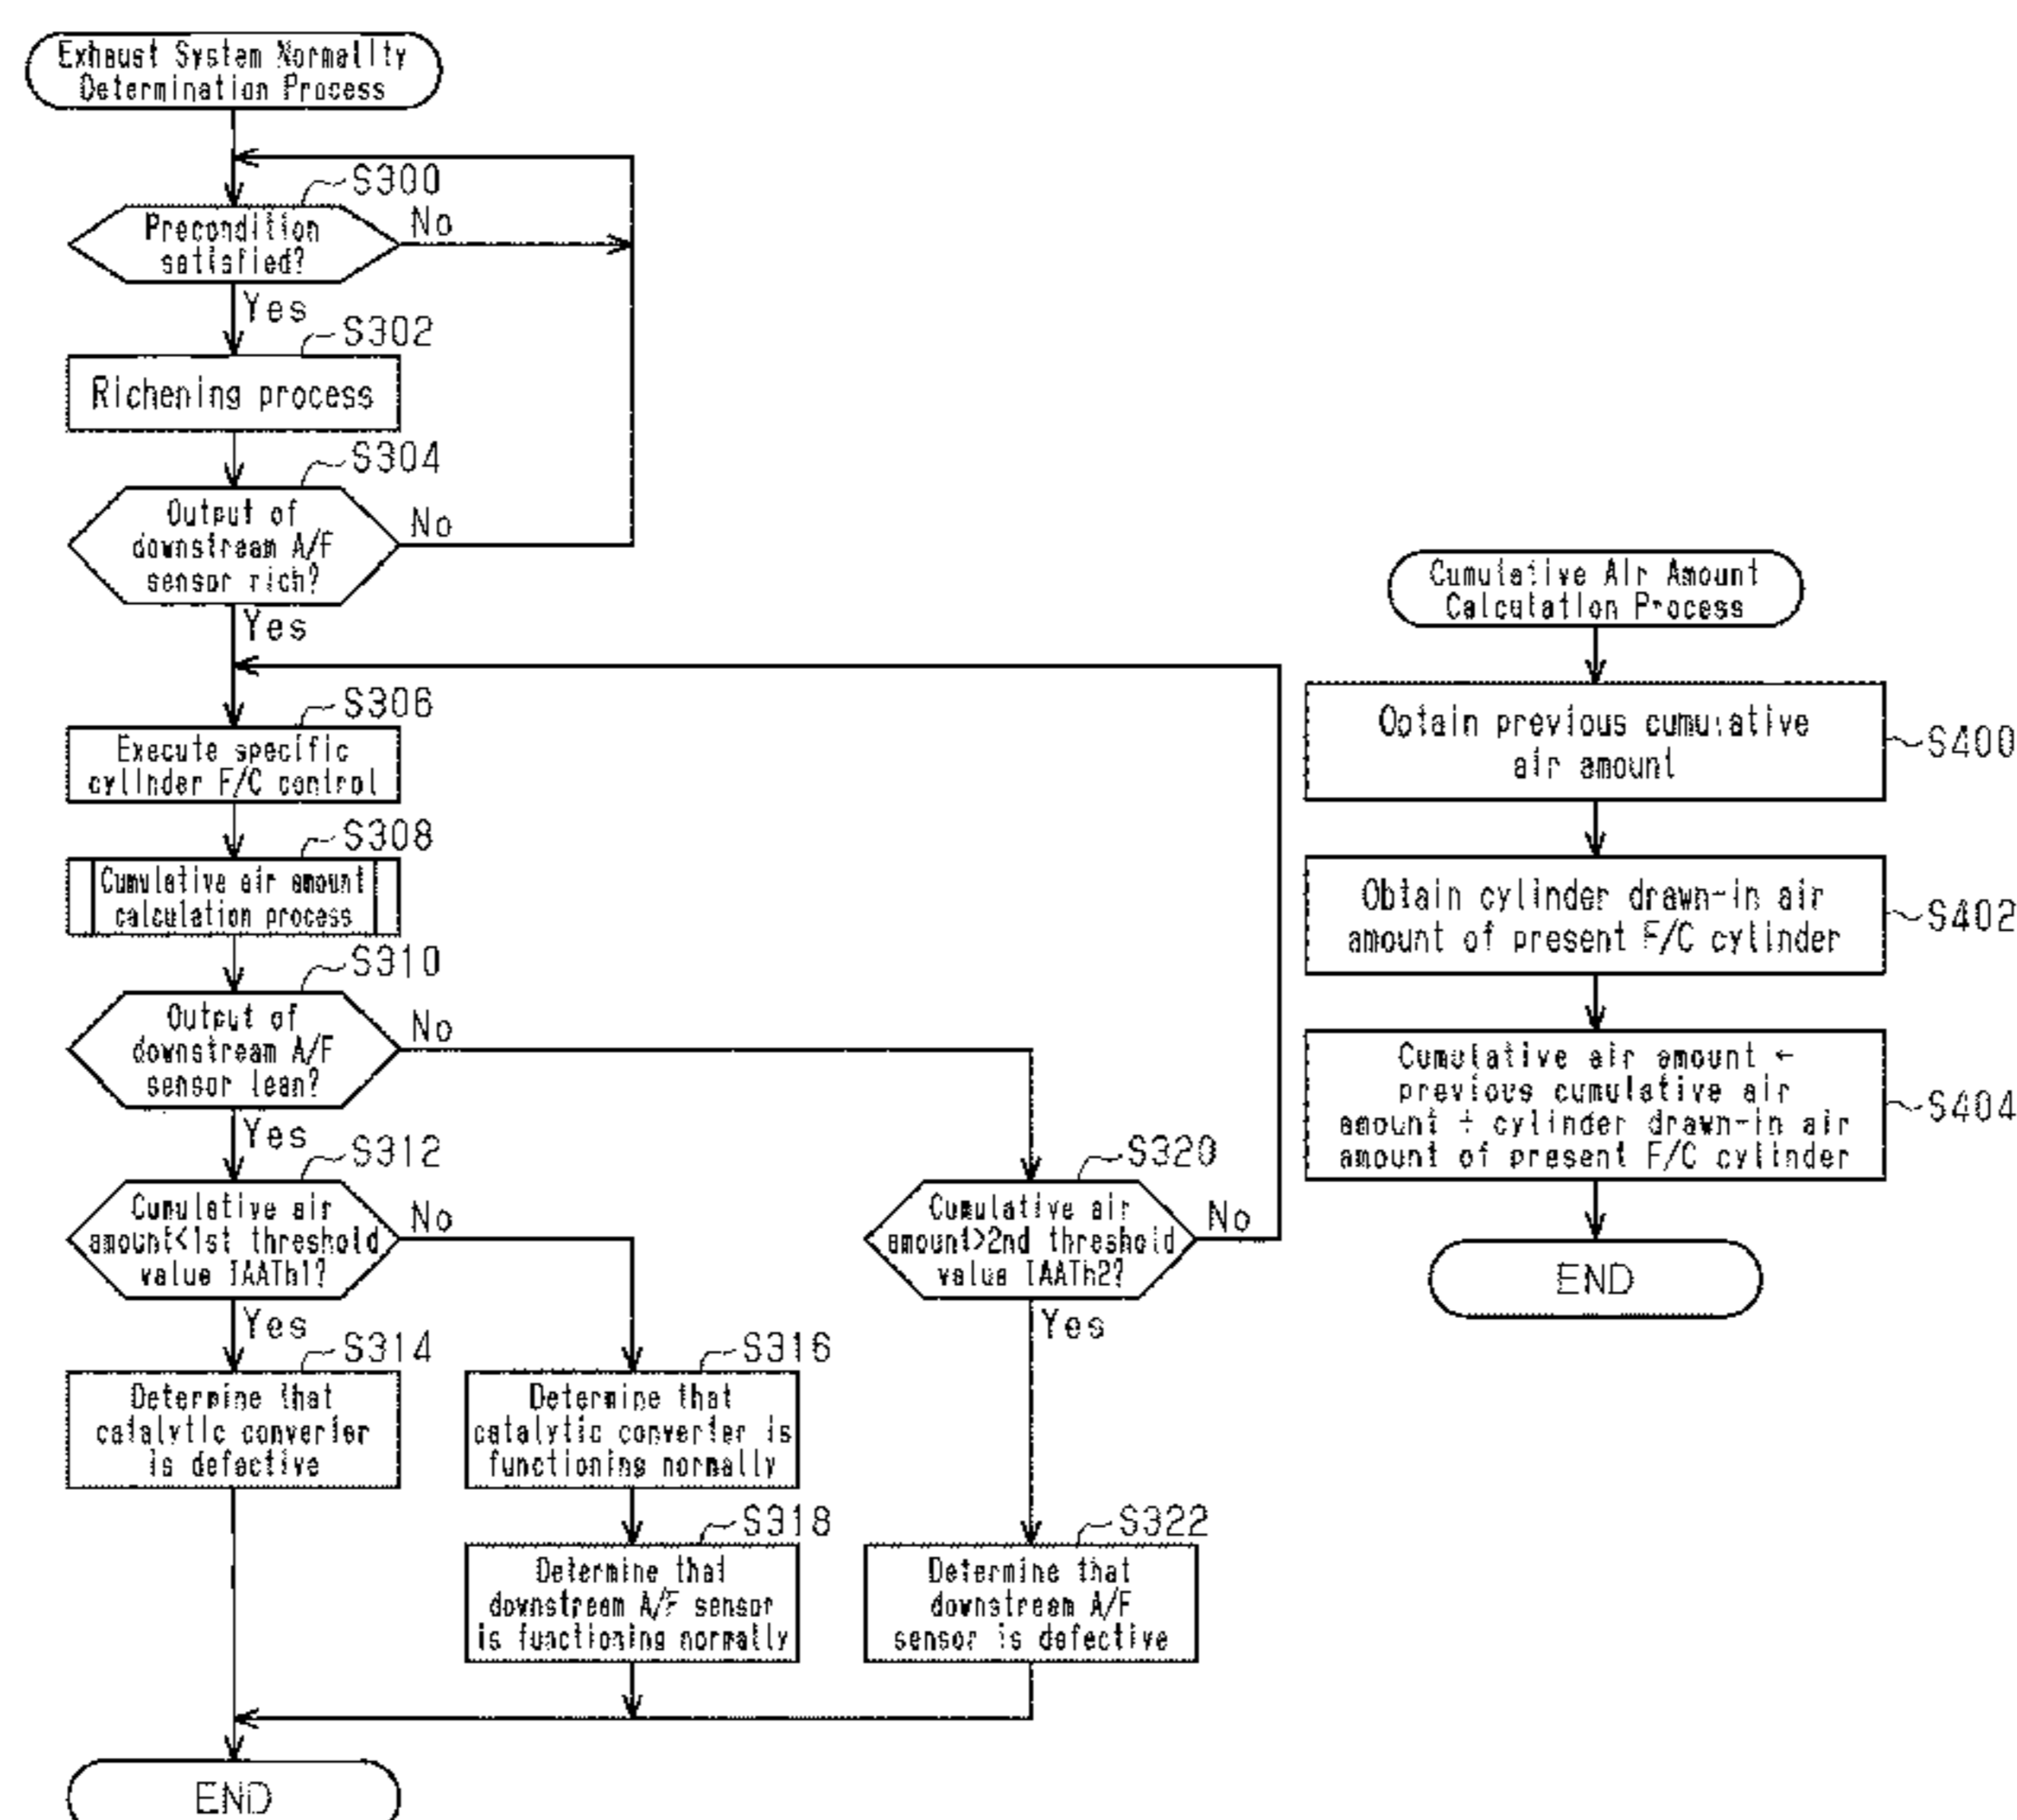 Exhaust System Normality
Determination Process
S300
Precondition
satisfied?
No
Yes
S302
Richening process
S304
Output of
downstream A/F
sensor rich?
No
Yes
S306
Execute specific
cylinder F/C control
S308
Cumulative air amount
calculation process
S310
Output of
downstream A/F
sensor lean?
No
Yes
S312
Cumulative air
amount<1st threshold
value IAATh1?
No
Yes
S314
Determine that
catalytic converter
is defective
S316
Determine that
catalytic converter is
functioning normally
S318
Determine that
downstream A/F sensor
is functioning normally
S320
Cumulative air
amount>2nd threshold
value IAATh2?
No
Yes
S322
Determine that
downstream A/F
sensor is defective
END
Cumulative Air Amount
Calculation Process
Obtain previous cumulative
air amount
S400
Obtain cylinder drawn-in air
amount of present F/C cylinder
S402
Cumulative air amount ←
previous cumulative air
amount + cylinder drawn-in air
amount of present F/C cylinder
S404
END